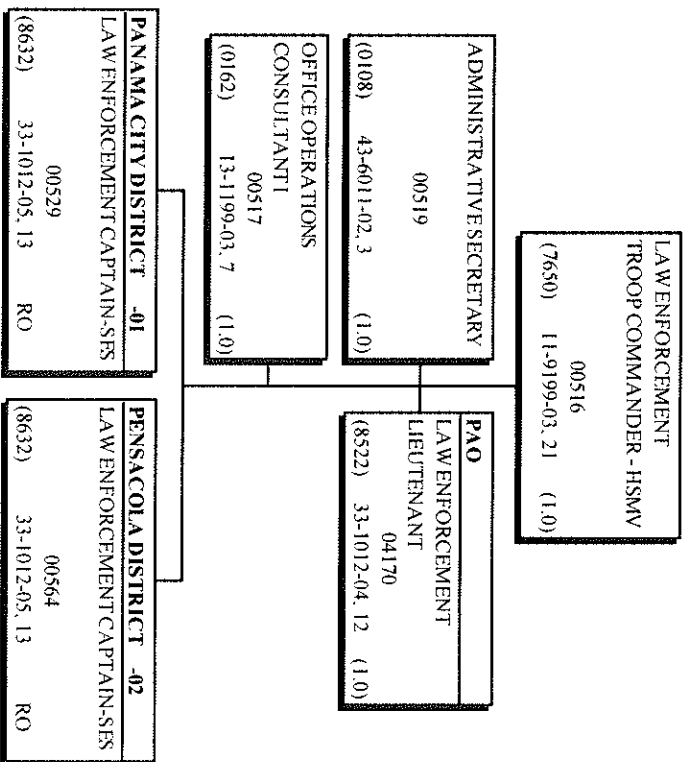 LAW ENFORCEMENT
TROOP COMMANDER - HSMV
00516
(7650) 11-9199-03, 21 (1.0)
ADMINISTRATIVE SECRETARY
00519
(0108) 43-6011-02, 3 (1.0)
PAO
LAW ENFORCEMENT
LIEUTENANT
04170
(8522) 33-1012-04, 12 (1.0)
OFFICE OPERATIONS
CONSULTANT I
00517
(0162) 13-1199-03, 7 (1.0)
PANAMA CITY DISTRICT -01
LAW ENFORCEMENT CAPTAIN-SES
00529
(8632) 33-1012-05, 13 RO
PENSACOLA DISTRICT -02
LAW ENFORCEMENT CAPTAIN-SES
00564
(8632) 33-1012-05, 13 RO